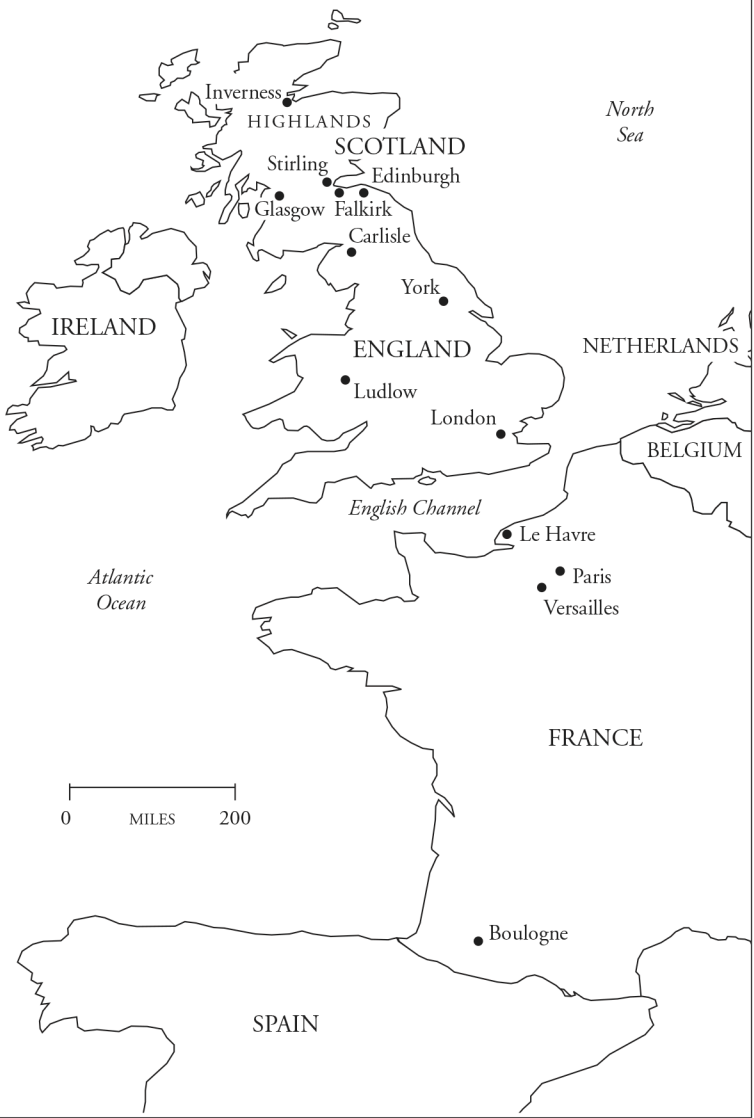 Inverness
HIGHLANDS
North
Sea
SCOTLAND
Stirling
Edinburgh
Glasgow
Falkirk
Carlisle
York
IRELAND
ENGLAND
NETHERLANDS
Ludlow
London
BELGIUM
English Channel
Le Havre
Atlantic
Ocean
Paris
Versailles
FRANCE
0 MILES 200
Boulogne
SPAIN